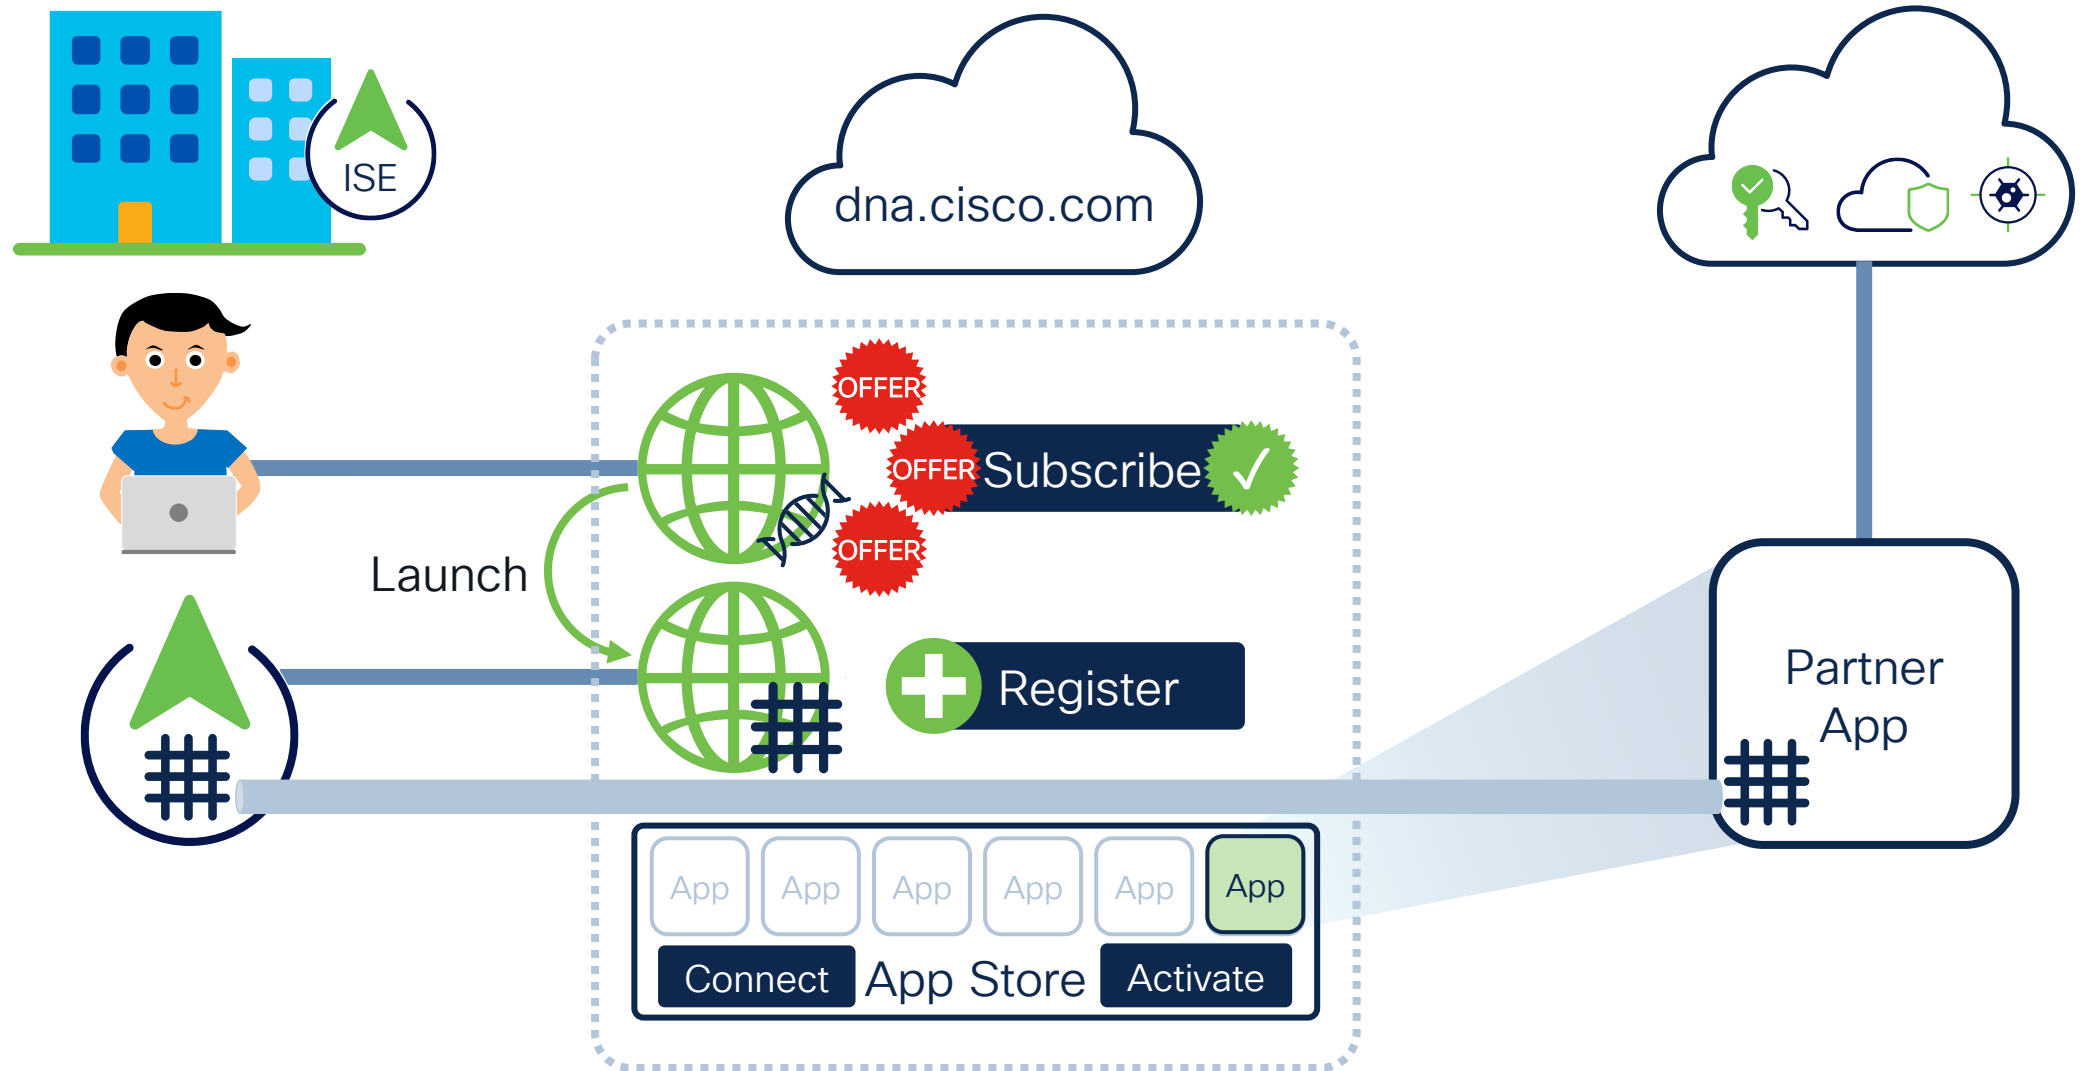 ISE
dna.cisco.com
OFFER
OFFER
Subscribe
OFFER
Launch
Register
Partner
App
App
App
App
App
App
App
Connect
App Store
Activate